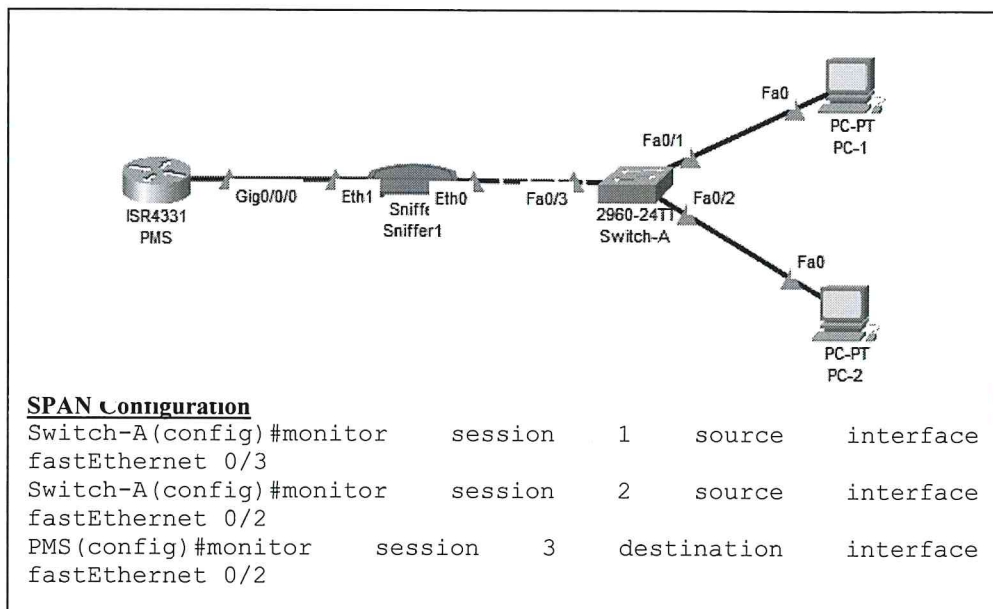 Fa0
PC-PT
PC-1
Fa0/1
Gig0/0/0
Eth1
Eth0
Fa0/3
ISR4331
PMS
Sniffe
Sniffer1
2960-24TT
Switch-A
Fa0/2
Fa0
PC-PT
PC-2
SPAN Configuration
Switch-A(config)#monitor session 1 source interface
fastEthernet 0/3
Switch-A(config)#monitor session 2 source interface
fastEthernet 0/2
PMS(config)#monitor session 3 destination interface
fastEthernet 0/2